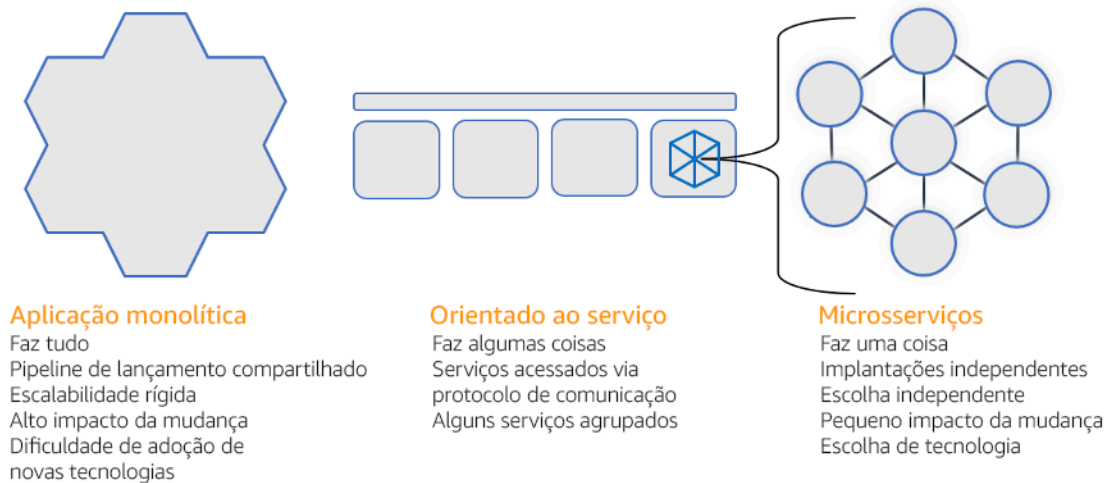 Aplicação monolítica
Faz tudo
Pipeline de lançamento compartilhado
Escalabilidade rígida
Alto impacto da mudança
Dificuldade de adoção de
novas tecnologias
Orientado ao serviço
Faz algumas coisas
Serviços acessados via
protocolo de comunicação
Alguns serviços agrupados
Microsserviços
Faz uma coisa
Implantações independentes
Escolha independente
Pequeno impacto da mudança
Escolha de tecnologia